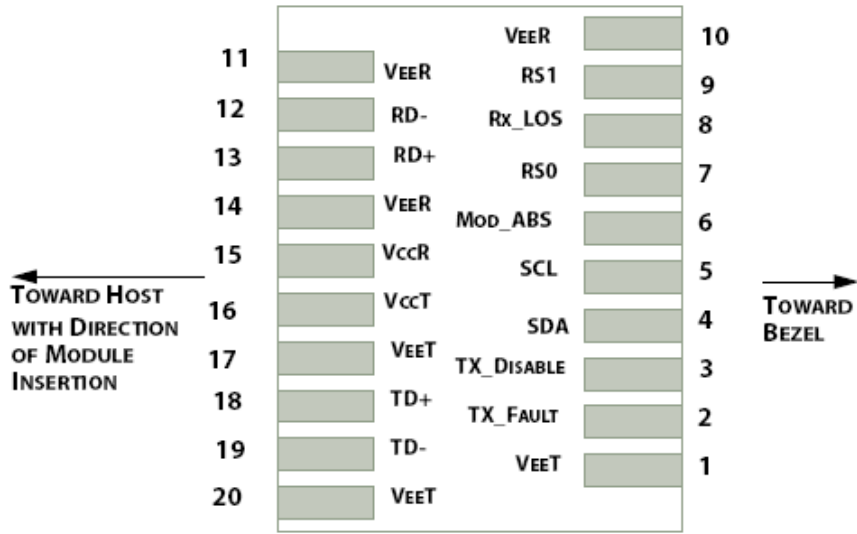 11 VEER
12 RD-
13 RD+
14 VEER
15 VCCR
16 VCCT
17 VEET
18 TD+
19 TD-
20 VEET
VEER 10
RS1 9
RX_LOS 8
RS0 7
MOD_ABS 6
SCL 5
SDA 4
TX_DISABLE 3
TX_FAULT 2
VEET 1
TOWARD HOST
WITH DIRECTION
OF MODULE
INSERTION
TOWARD
BEZEL